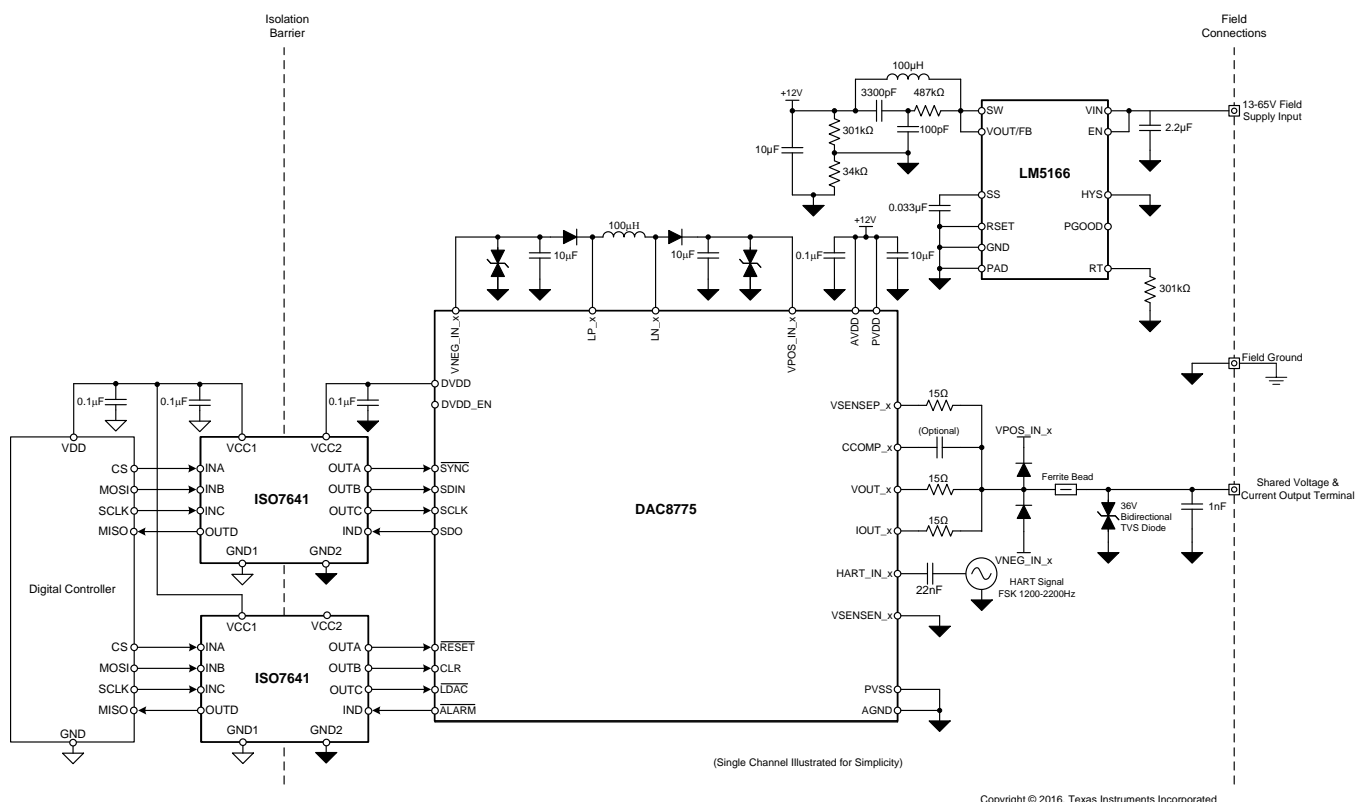 Isolation
Barrier
Field
Connections
100µH
+12V
3300pF
487kΩ
SW
VIN
13-65V Field
Supply Input
301kΩ
100pF
VOUT/FB
EN
2.2µF
10µF
34kΩ
LM5166
SS
HYS
0.033µF
RSET
PGOOD
GND
PAD
RT
301kΩ
100µH
+12V
10µF
10µF
0.1µF
10µF
VNEG_IN_x
LP_x
LN_x
VPOS_IN_x
AVDD
PVDD
Field Ground
DVDD
DVDD_EN
0.1µF
0.1µF
0.1µF
VDD
VCC1
VCC2
CS
INA
OUTA
SYNC
MOSI
INB
OUTB
SDIN
SCLK
INC
OUTC
SCLK
MISO
OUTD
IND
SDO
ISO7641
GND1
GND2
DAC8775
VSENSEP_x
15Ω
CCOMP_x
(Optional)
VPOS_IN_x
VOUT_x
15Ω
Ferrite Bead
Shared Voltage &
Current Output Terminal
IOUT_x
15Ω
36V
Bidirectional
TVS Diode
1nF
VNEG_IN_x
HART_IN_x
22nF
HART Signal
FSK 1200-2200Hz
VSENSEN_x
Digital Controller
VCC1
VCC2
CS
INA
OUTA
RESET
MOSI
INB
OUTB
CLR
SCLK
INC
OUTC
LDAC
MISO
OUTD
IND
ALARM
ISO7641
GND1
GND2
GND
PVSS
AGND
(Single Channel Illustrated for Simplicity)
Copyright © 2016, Texas Instruments Incorporated